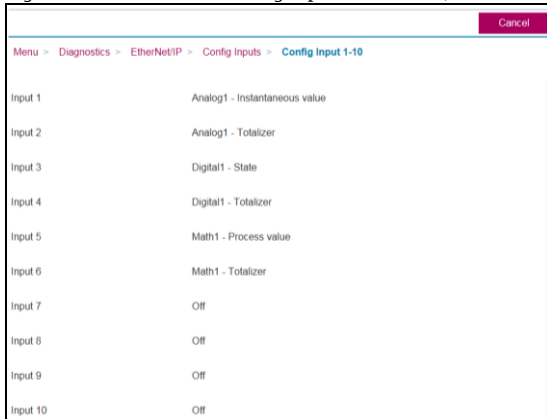 Cancel
Menu > Diagnostics > EtherNet/IP > Config Inputs > Config Input 1-10
Input 1 Analog1 - Instantaneous value
Input 2 Analog1 - Totalizer
Input 3 Digital1 - State
Input 4 Digital1 - Totalizer
Input 5 Math1 - Process value
Input 6 Math1 - Totalizer
Input 7 Off
Input 8 Off
Input 9 Off
Input 10 Off